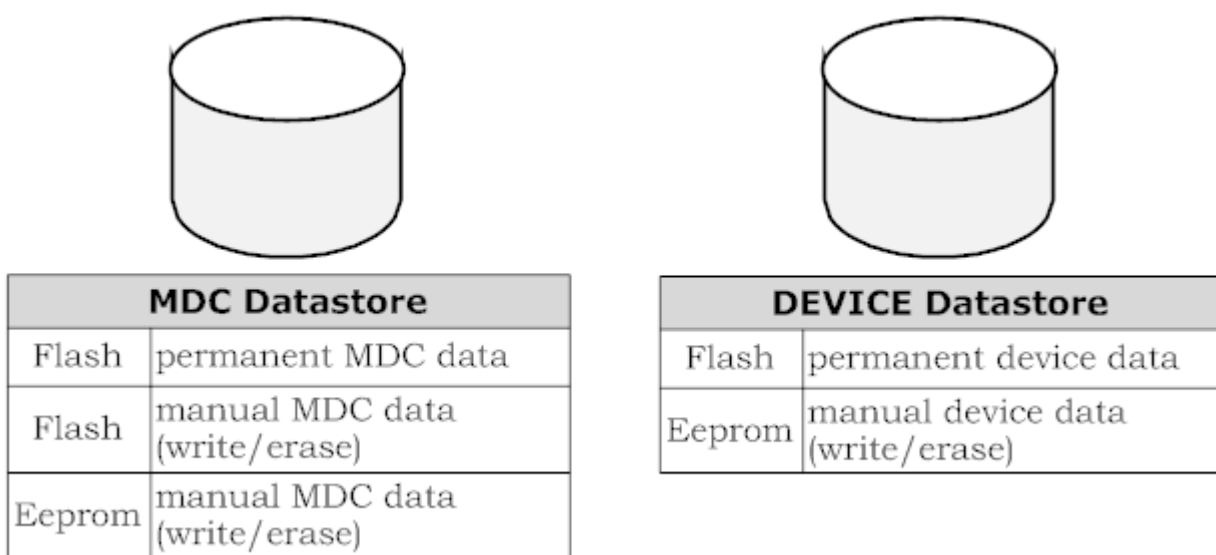 MDC Datastore
Flash permanent MDC data
Flash manual MDC data
(write/erase)
Eeprom manual MDC data
(write/erase)
DEVICE Datastore
Flash permanent device data
Eeprom manual device data
(write/erase)